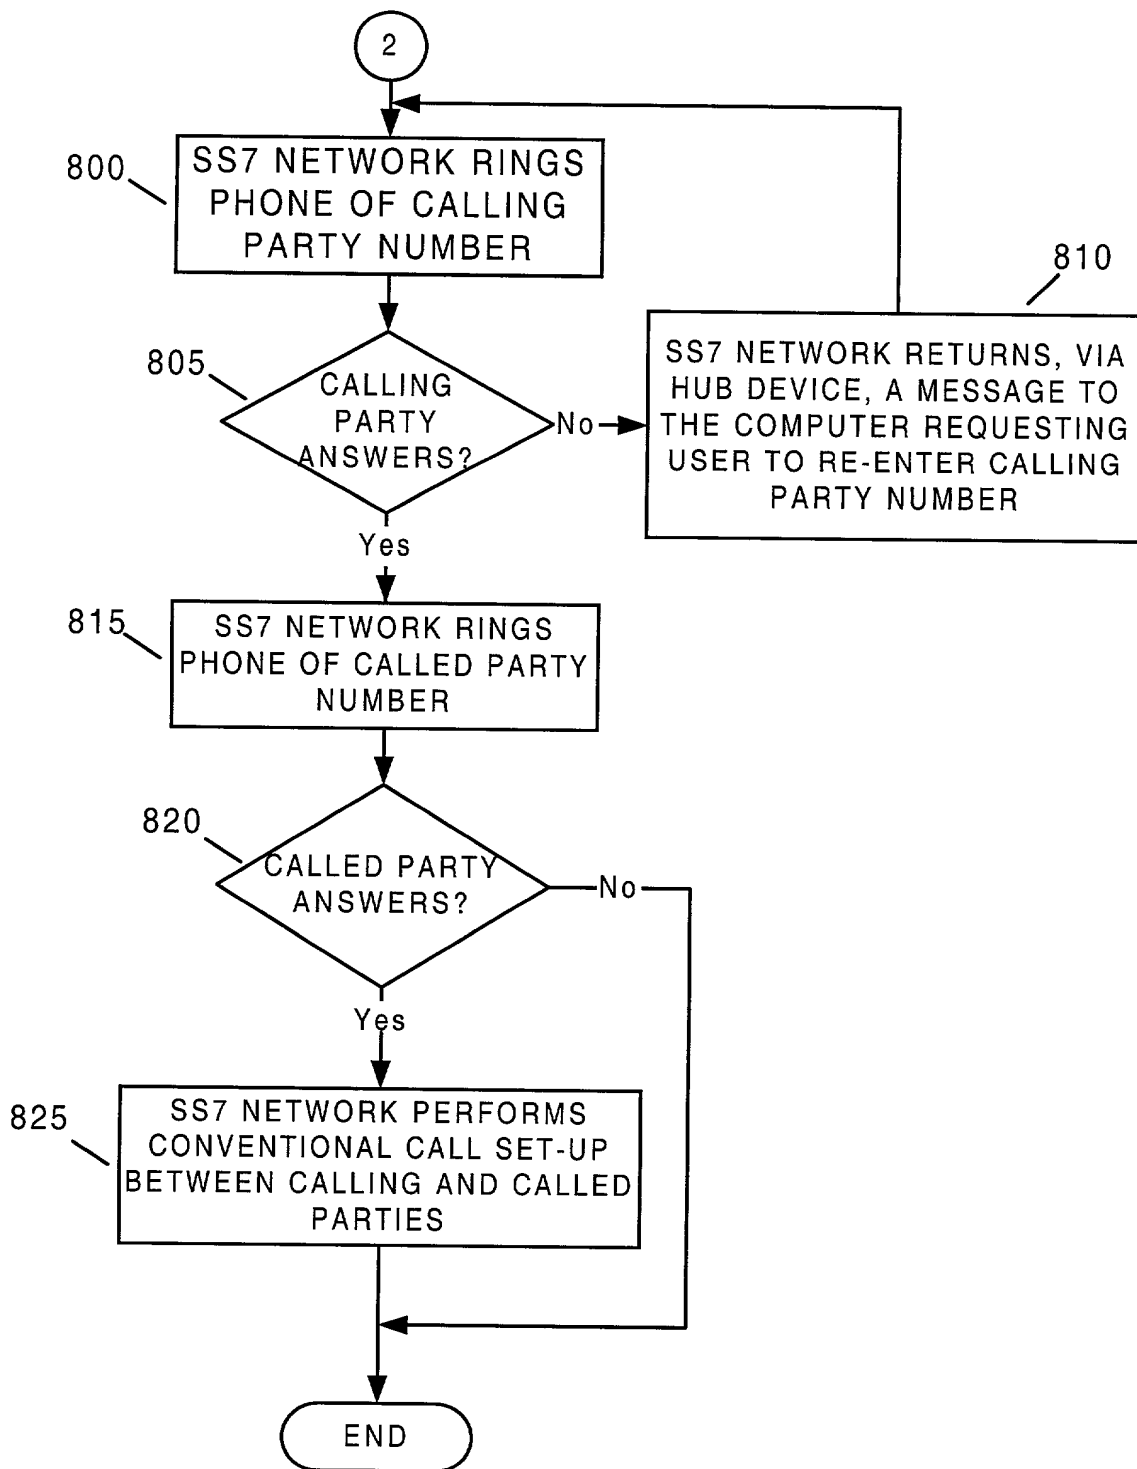 2
800
SS7 NETWORK RINGS
PHONE OF CALLING
PARTY NUMBER
810
805
CALLING
PARTY
ANSWERS?
No
SS7 NETWORK RETURNS, VIA
HUB DEVICE, A MESSAGE TO
THE COMPUTER REQUESTING
USER TO RE-ENTER CALLING
PARTY NUMBER
Yes
815
SS7 NETWORK RINGS
PHONE OF CALLED PARTY
NUMBER
820
CALLED PARTY
ANSWERS?
No
Yes
825
SS7 NETWORK PERFORMS
CONVENTIONAL CALL SET-UP
BETWEEN CALLING AND CALLED
PARTIES
END